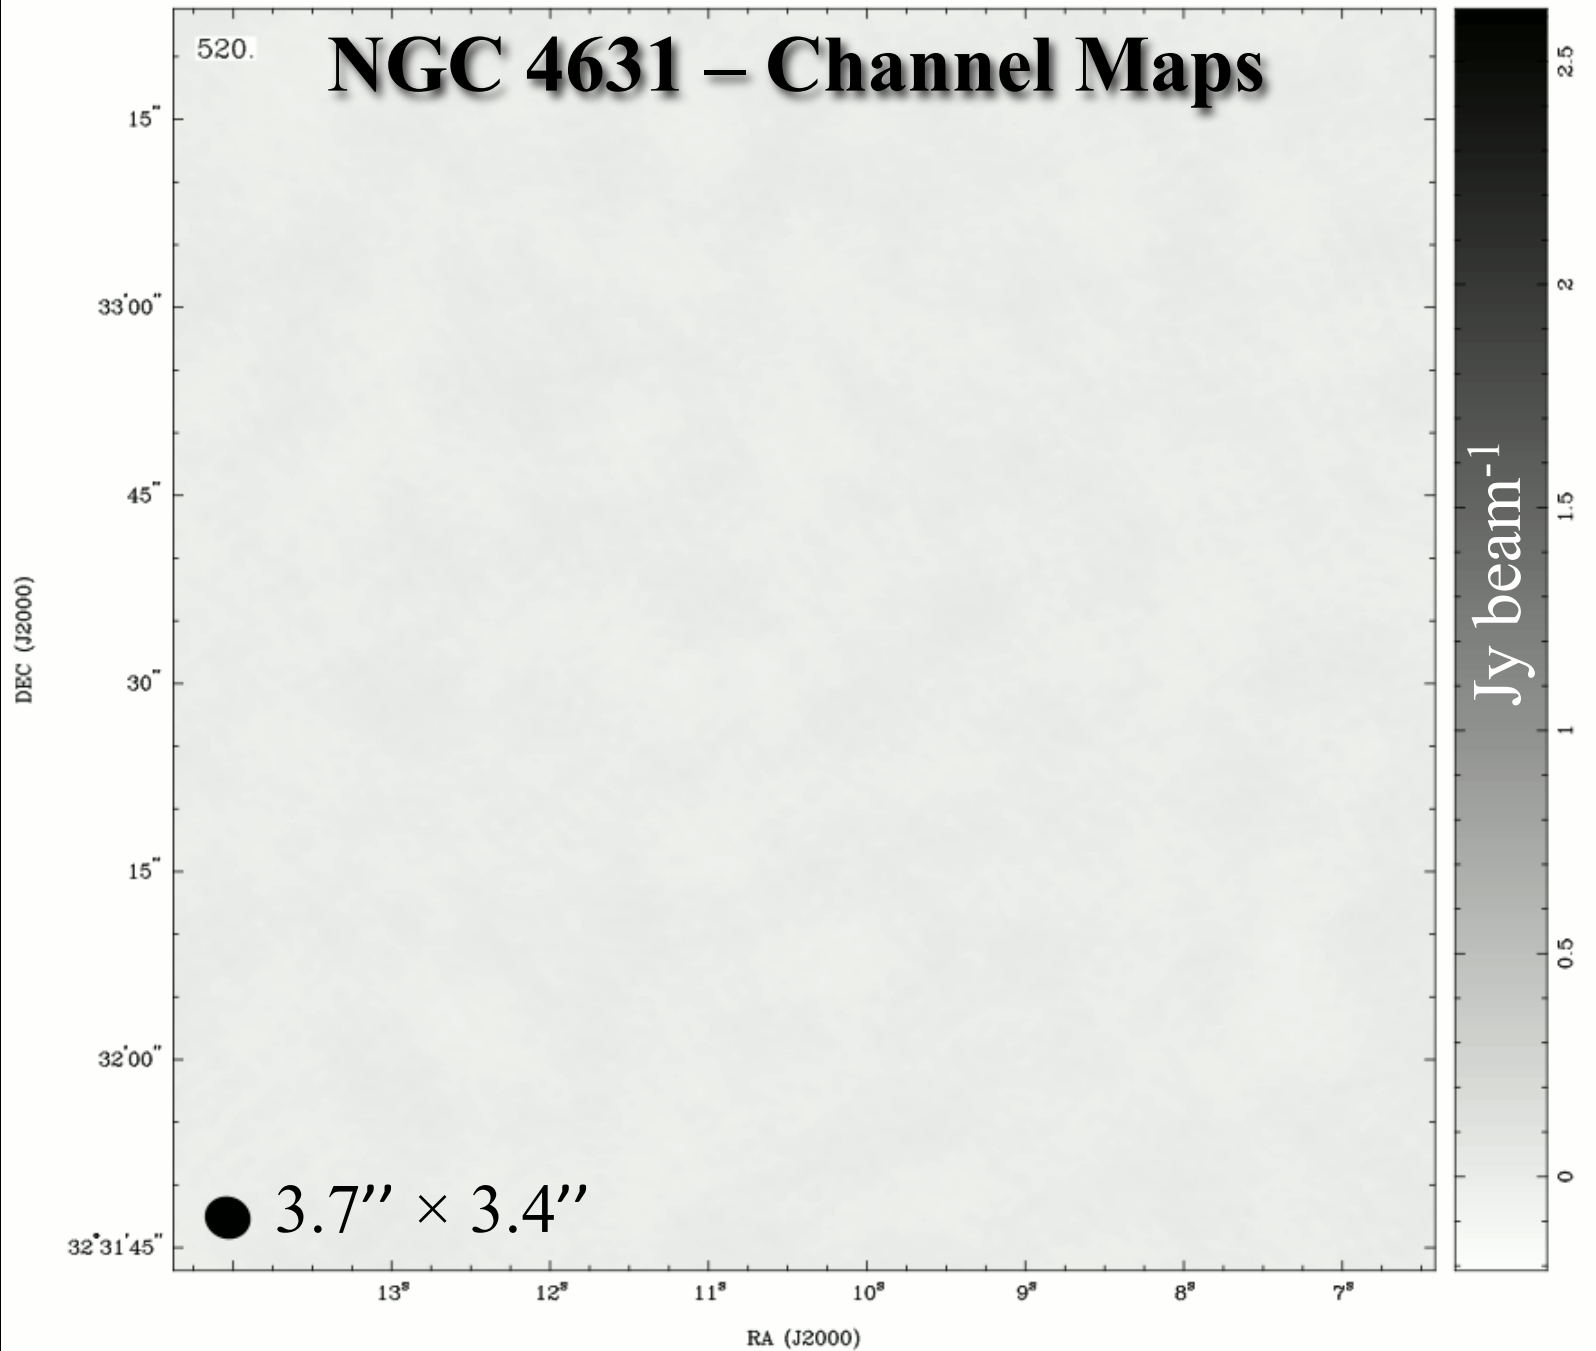 520.
NGC 4631 – Channel Maps
15"
33'00"
45"
30"
15"
32'00"
32°31'45"
DEC (J2000)
3.7″ × 3.4″
13ˢ 12ˢ 11ˢ 10ˢ 9ˢ 8ˢ 7ˢ
RA (J2000)
2.5
2
1.5
1
0.5
0
Jy beam⁻¹